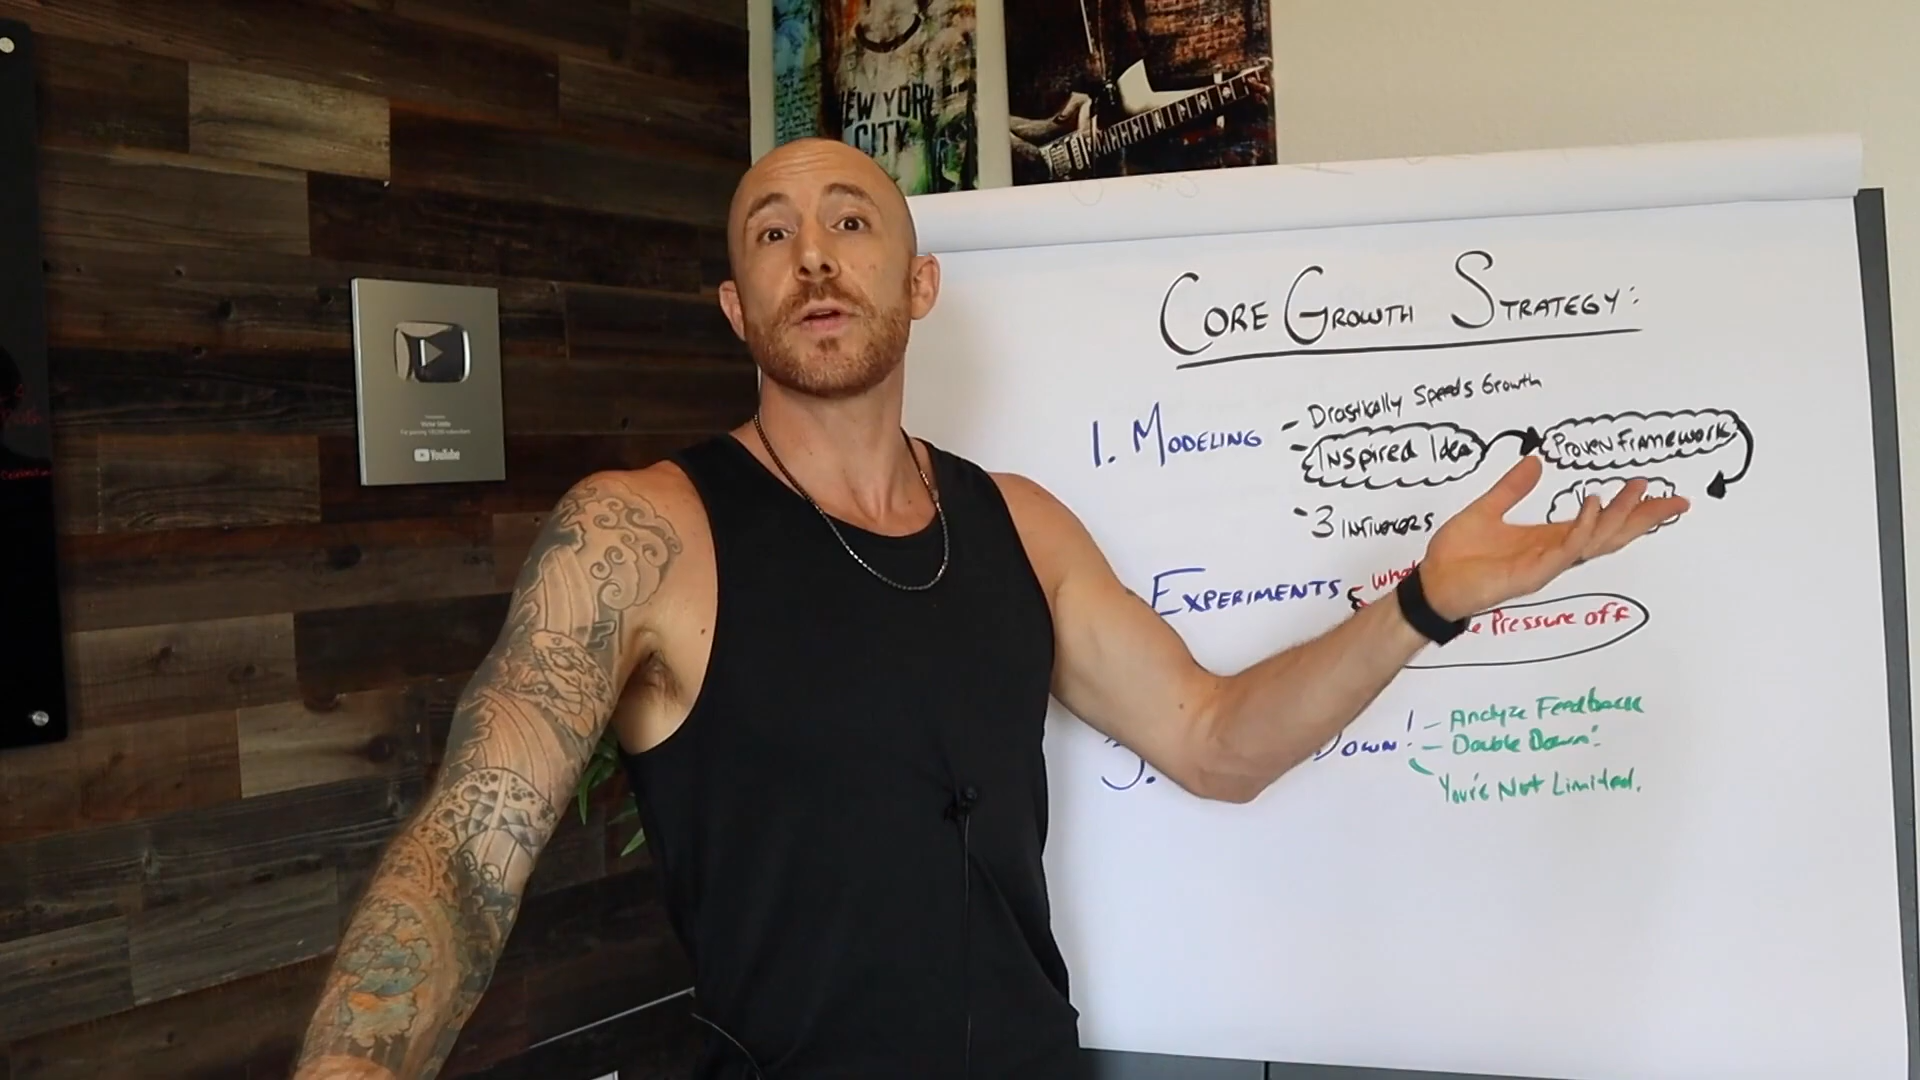 NEW YORK
CITY
CORE GROWTH STRATEGY:
1. MODELING
- Drastically Speeds Growth
- Inspired Idea
Proven Framework
- 3 Influencers
EXPERIMENTS
Pressure off
3.
Down!
- Analyze Feedback
- Double Down!
You're Not Limited.
YouTube